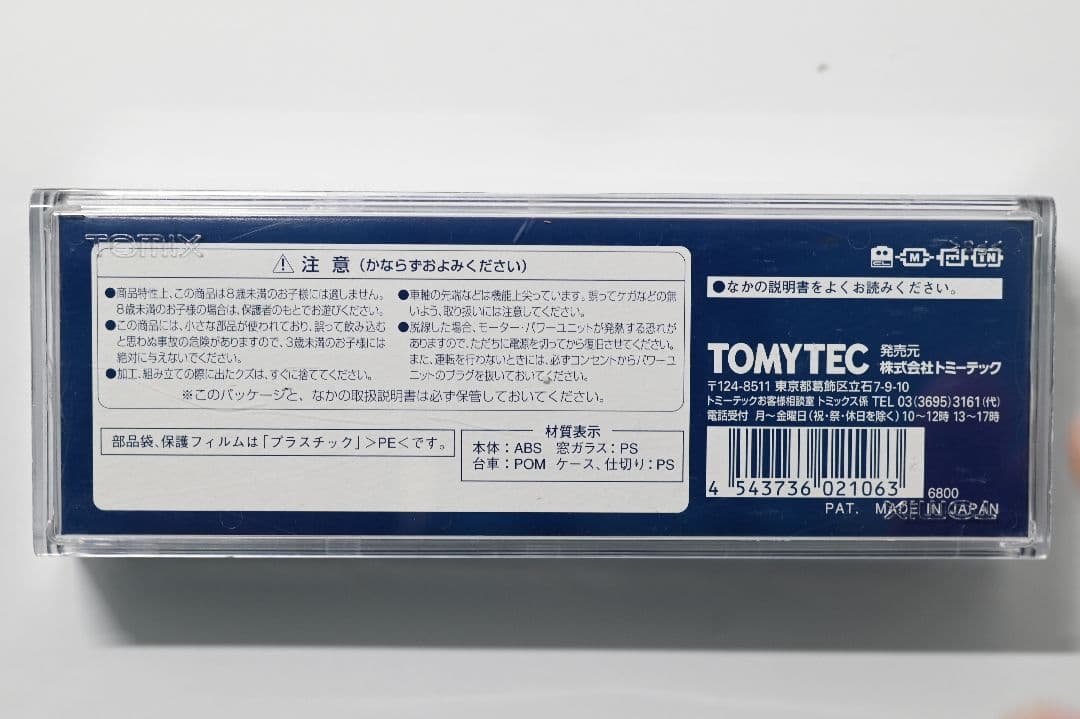 TOMIX
⚠ 注 意 (かならずおよみください)
●商品特性上、この商品は8歳未満のお子様には適しません。
8歳未満のお子様の場合は、保護者のもとでお遊びください。
●この商品には、小さな部品が使われており、誤って飲み込む
と思わぬ事故の危険がありますので、3歳未満のお子様には
絶対に与えないでください。
●加工、組み立ての際に出たクズは、すぐに捨ててください。
●車軸の先端などは機能上尖っています。誤ってケガなどの無
いよう、取り扱いには注意してください。
●脱線した場合、モーター・パワーユニットが発熱する恐れが
ありますので、ただちに電源を切ってから復旧させてください。
また、運転を行わないときには、必ずコンセントからパワーユ
ニットのプラグを抜いておいてください。
※このパッケージと、なかの取扱説明書は必ず保管しておいてください。
部品袋、保護フィルムは「プラスチック」>PE<です。
材質表示
本体:ABS 窓ガラス:PS
台車:POM ケース、仕切り:PS
CL M TN
●なかの説明書をよくお読みください。
TOMYTEC 発売元 株式会社トミーテック
〒124-8511 東京都葛飾区立石7-9-10
トミーテックお客様相談室 トミックス係 TEL 03(3695)3161(代)
電話受付 月〜金曜日(祝・祭・休日を除く)10〜12時 13〜17時
4 543736 021063
6800
PAT. MADE IN JAPAN
TOMIX